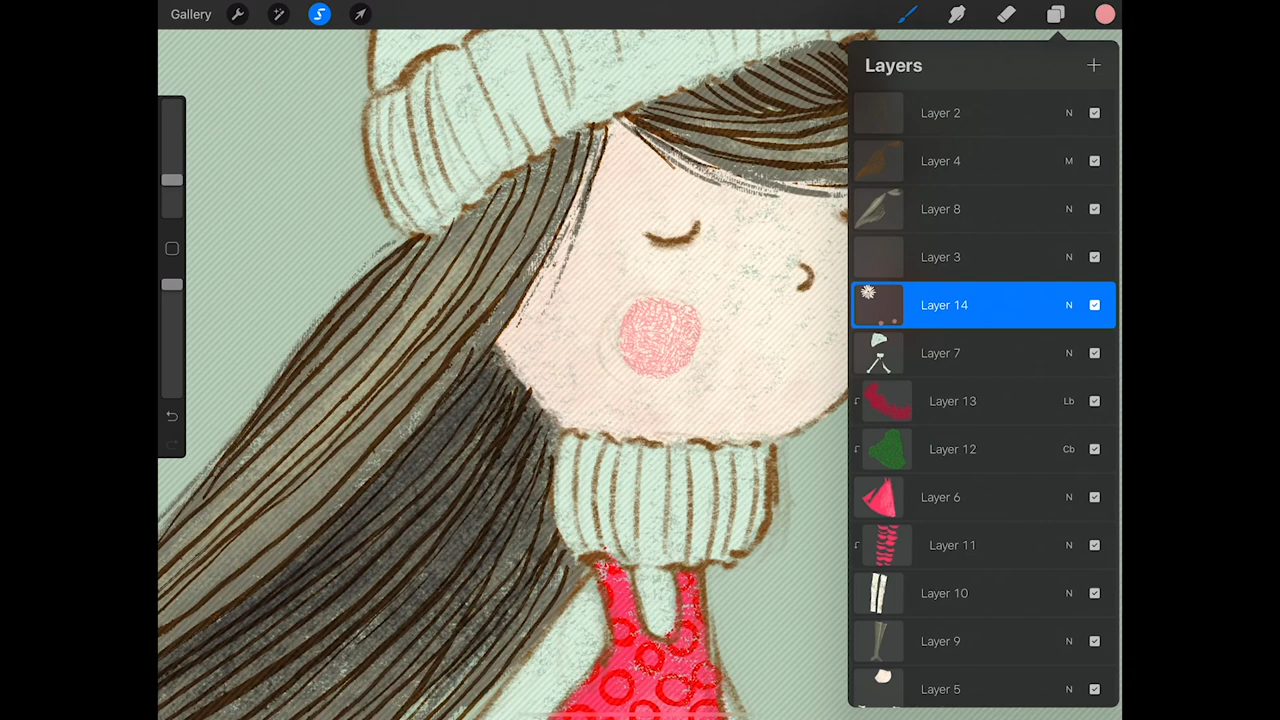 Gallery
Layers
Layer 2 N
Layer 4 M
Layer 8 N
Layer 3 N
Layer 14 N
Layer 7 N
Layer 13 Lb
Layer 12 Cb
Layer 6 N
Layer 11 N
Layer 10 N
Layer 9 N
Layer 5 N